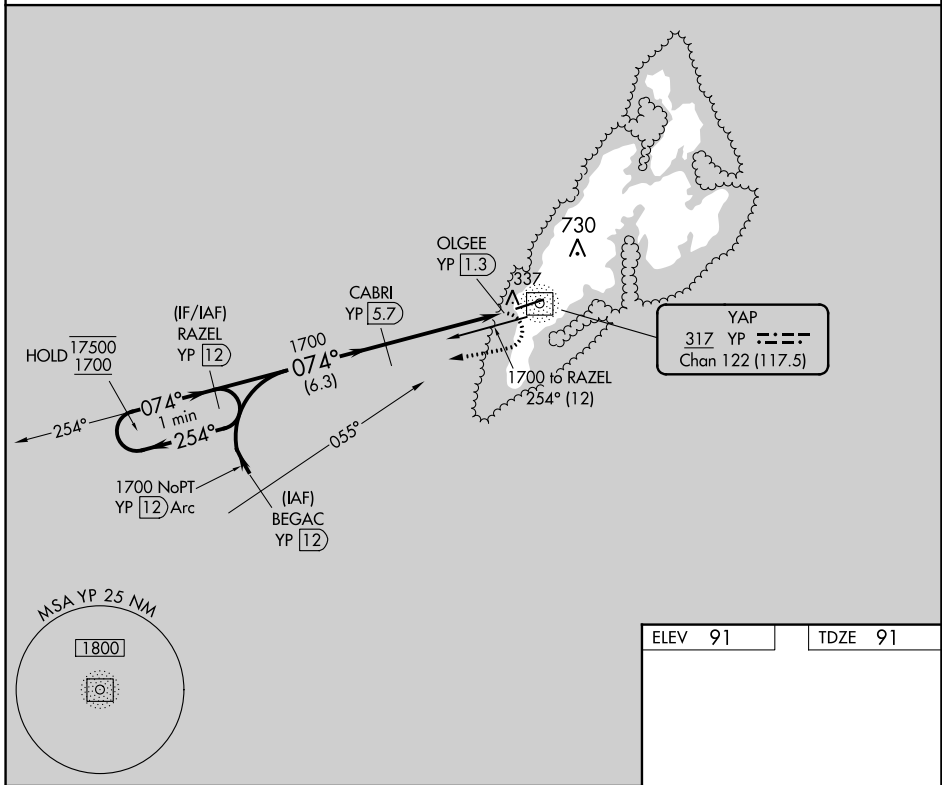 730
OLGEE
YP 1.3
337
CABRI
YP 5.7
(IF/IAF)
RAZEL
YP 12
HOLD 17500
1700
1700
074°
(6.3)
YAP
317 YP
Chan 122 (117.5)
1700 to RAZEL
254° (12)
074°
1 min
254°
254°
055°
1700 NoPT
YP 12 Arc
(IAF)
BEGAC
YP 12
MSA YP 25 NM
1800
ELEV 91
TDZE 91